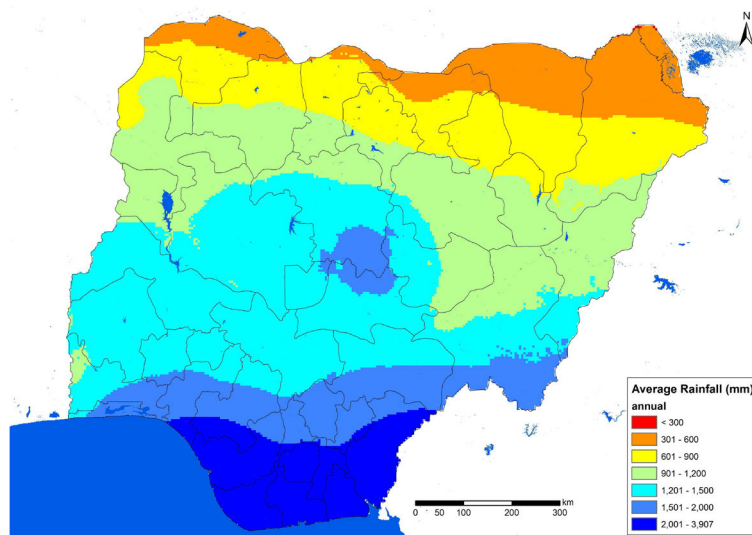 N
Average Rainfall (mm)
annual
< 300
301 - 600
601 - 900
901 - 1,200
1,201 - 1,500
1,501 - 2,000
2,001 - 3,907
km
0 50 100 200 300